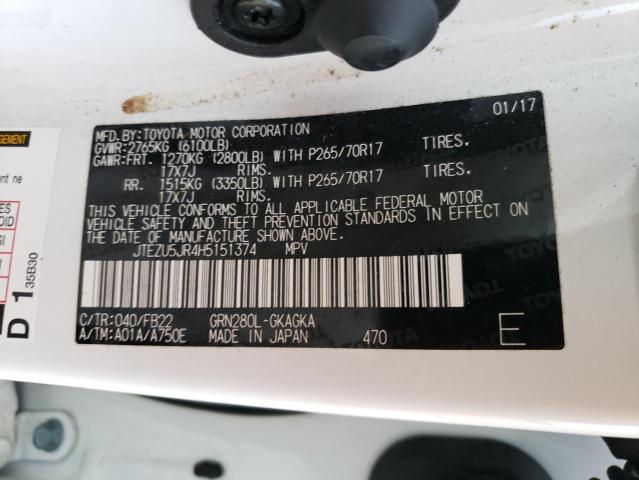 01/17
MFD.BY:TOYOTA MOTOR CORPORATION
GVWR:2765KG (6100LB)
GAWR:FRT. 1270KG (2800LB) WITH P265/70R17 TIRES.
17X7J RIMS.
RR. 1515KG (3350LB) WITH P265/70R17 TIRES.
17X7J RIMS.
THIS VEHICLE CONFORMS TO ALL APPLICABLE FEDERAL MOTOR
VEHICLE SAFETY AND THEFT PREVENTION STANDARDS IN EFFECT ON
THE DATE OF MANUFACTURE SHOWN ABOVE.
JTEZU5JR4H5151374 MPV
C/TR:040/FB22 GRN280L-GKAGKA
A/TM:A01A/A750E MADE IN JAPAN 470 E
TOYOTA
D 1
35B30